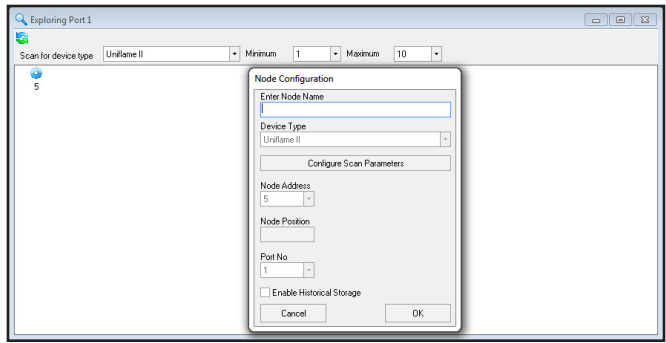 Exploring Port 1
Scan for device type Uniflame II Minimum 1 Maximum 10
5
Node Configuration
Enter Node Name
Device Type
Uniflame II
Configure Scan Parameters
Node Address
5
Node Position
Port No
1
Enable Historical Storage
Cancel OK